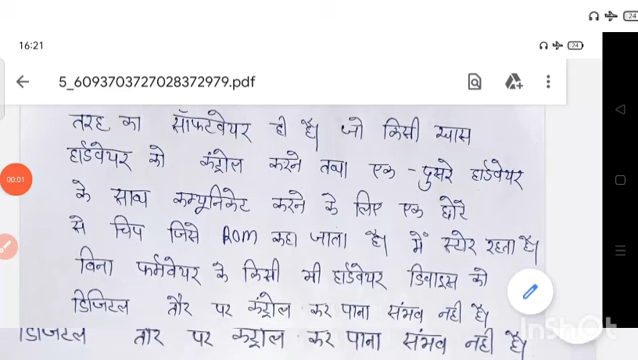 24
16:21
24
5_6093703727028372979.pdf
तरह का सॉफ्टवेयर ही है। जो किसी खास
हार्डवेयर को कंट्रोल करने तथा एक-दुसरे हार्डवेयर
00:01
के साथ कम्यूनिकेट करने के लिए एक छोटे
से चिप जिसे ROM कहा जाता है। में स्टोर रहता है।
बिना फर्मवेयर के किसी भी हार्डवेयर डिवाइस को
डिजिटल तौर पर कंट्रोल कर पाना संभव नही है।
डिजिटल तौर पर कंट्रोल कर पाना संभव नही है।
InShOt